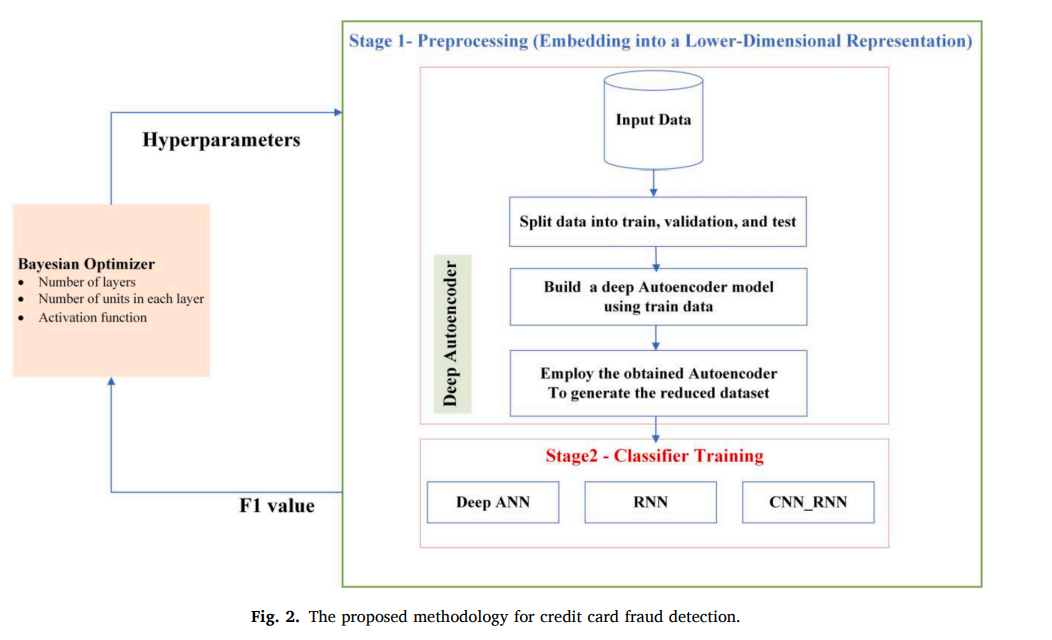 Stage 1- Preprocessing (Embedding into a Lower-Dimensional Representation)
Input Data
Hyperparameters
Split data into train, validation, and test
Bayesian Optimizer
• Number of layers
• Number of units in each layer
• Activation function
Deep Autoencoder
Build a deep Autoencoder model
using train data
Employ the obtained Autoencoder
To generate the reduced dataset
Stage2 - Classifier Training
Deep ANN
RNN
CNN_RNN
F1 value
Fig. 2. The proposed methodology for credit card fraud detection.